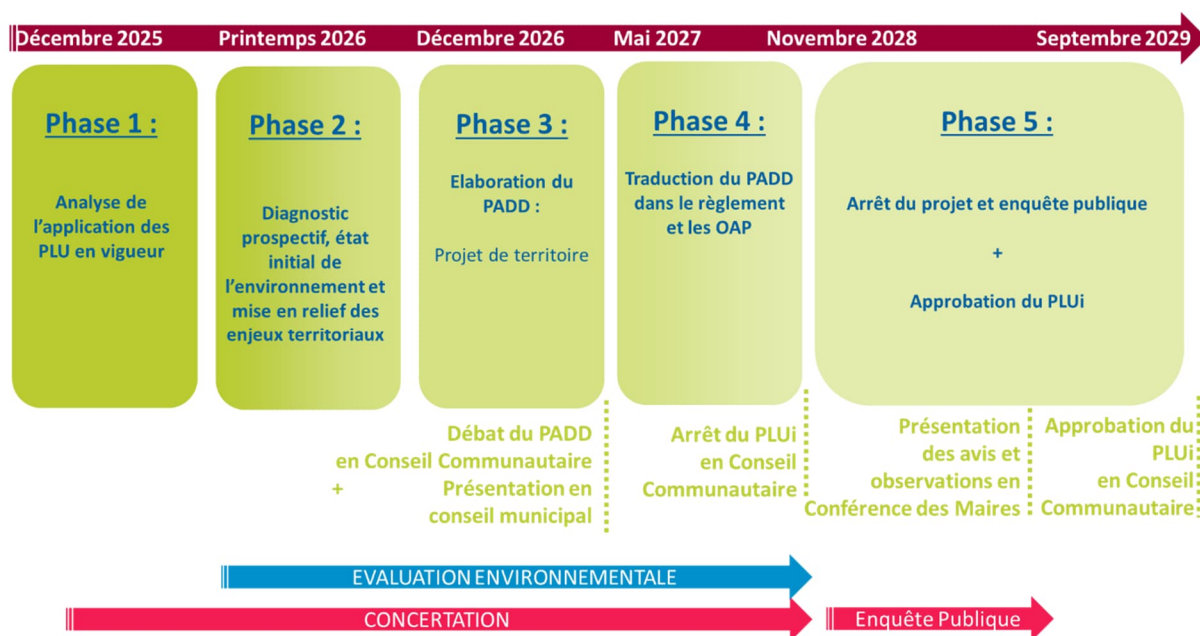 Décembre 2025
Printemps 2026
Décembre 2026
Mai 2027
Novembre 2028
Septembre 2029
Phase 1 :
Analyse de
l’application des
PLU en vigueur
Phase 2 :
Diagnostic
prospectif, état
initial de
l’environnement et
mise en relief des
enjeux territoriaux
Phase 3 :
Elaboration du
PADD :
Projet de territoire
Phase 4 :
Traduction du PADD
dans le règlement
et les OAP
Phase 5 :
Arrêt du projet et enquête publique
+
Approbation du PLUi
Débat du PADD
en Conseil Communautaire
+ Présentation en
conseil municipal
Arrêt du PLUi
en Conseil
Communautaire
Présentation
des avis et
observations en
Conférence des Maires
Approbation du
PLUi
en Conseil
Communautaire
EVALUATION ENVIRONNEMENTALE
CONCERTATION
Enquête Publique